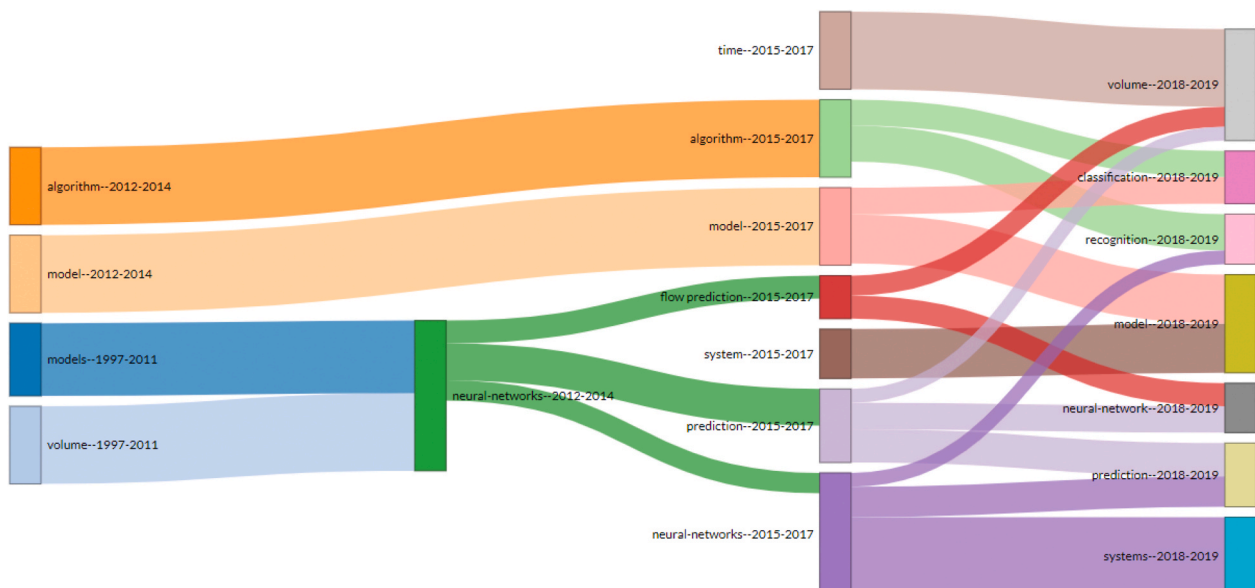 time--2015-2017
volume--2018-2019
algorithm--2015-2017
algorithm--2012-2014
classification--2018-2019
model--2015-2017
recognition--2018-2019
model--2012-2014
flow prediction--2015-2017
model--2018-2019
system--2015-2017
models--1997-2011
neural-networks--2012-2014
neural-network--2018-2019
prediction--2015-2017
volume--1997-2011
prediction--2018-2019
neural-networks--2015-2017
systems--2018-2019